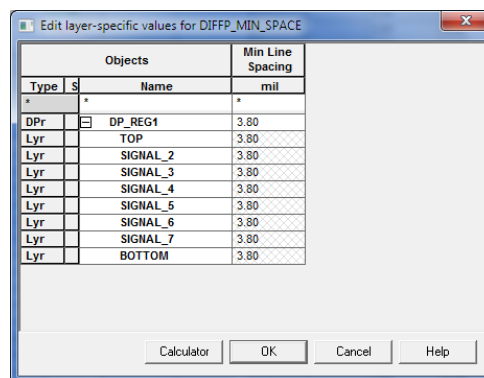 Edit layer-specific values for DIFFP_MIN_SPACE
Objects Min Line Spacing
Type S Name mil
* * *
DPr DP_REG1 3.80
Lyr TOP 3.80
Lyr SIGNAL_2 3.80
Lyr SIGNAL_3 3.80
Lyr SIGNAL_4 3.80
Lyr SIGNAL_5 3.80
Lyr SIGNAL_6 3.80
Lyr SIGNAL_7 3.80
Lyr BOTTOM 3.80
Calculator OK Cancel Help